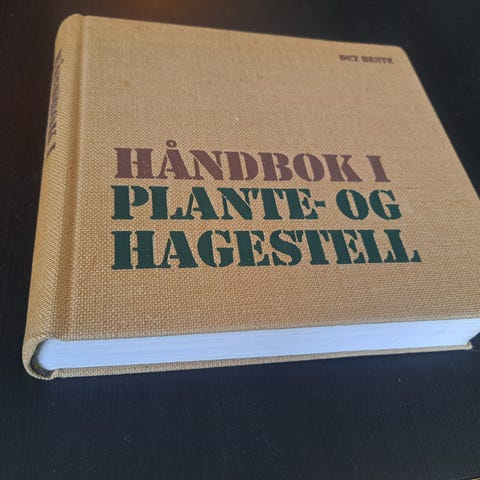 DET BESTE
HÅNDBOK I
PLANTE- OG
HAGESTELL